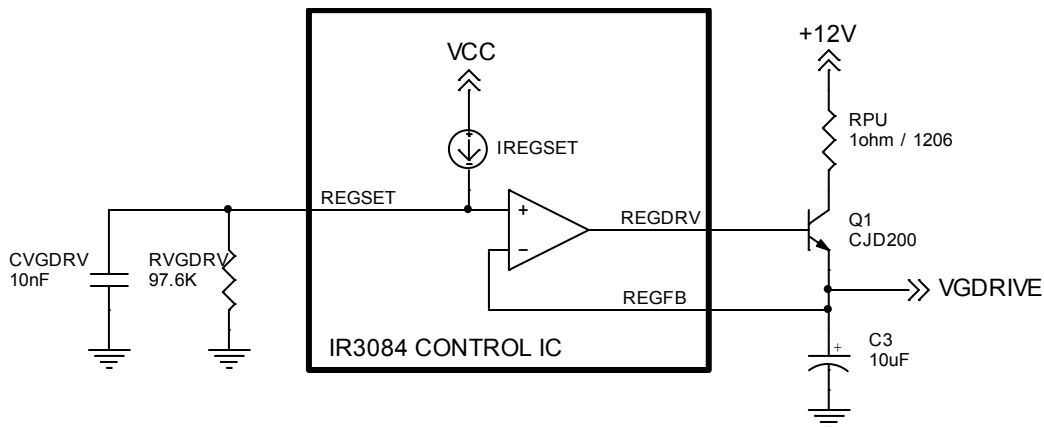 +12V
VCC
RPU
1ohm / 1206
IREGSET
REGSET
+
REGDRV
Q1
CJD200
CVGDRV
10nF
RVGDRV
97.6K
VGDRIVE
REGFB
IR3084 CONTROL IC
C3
10uF